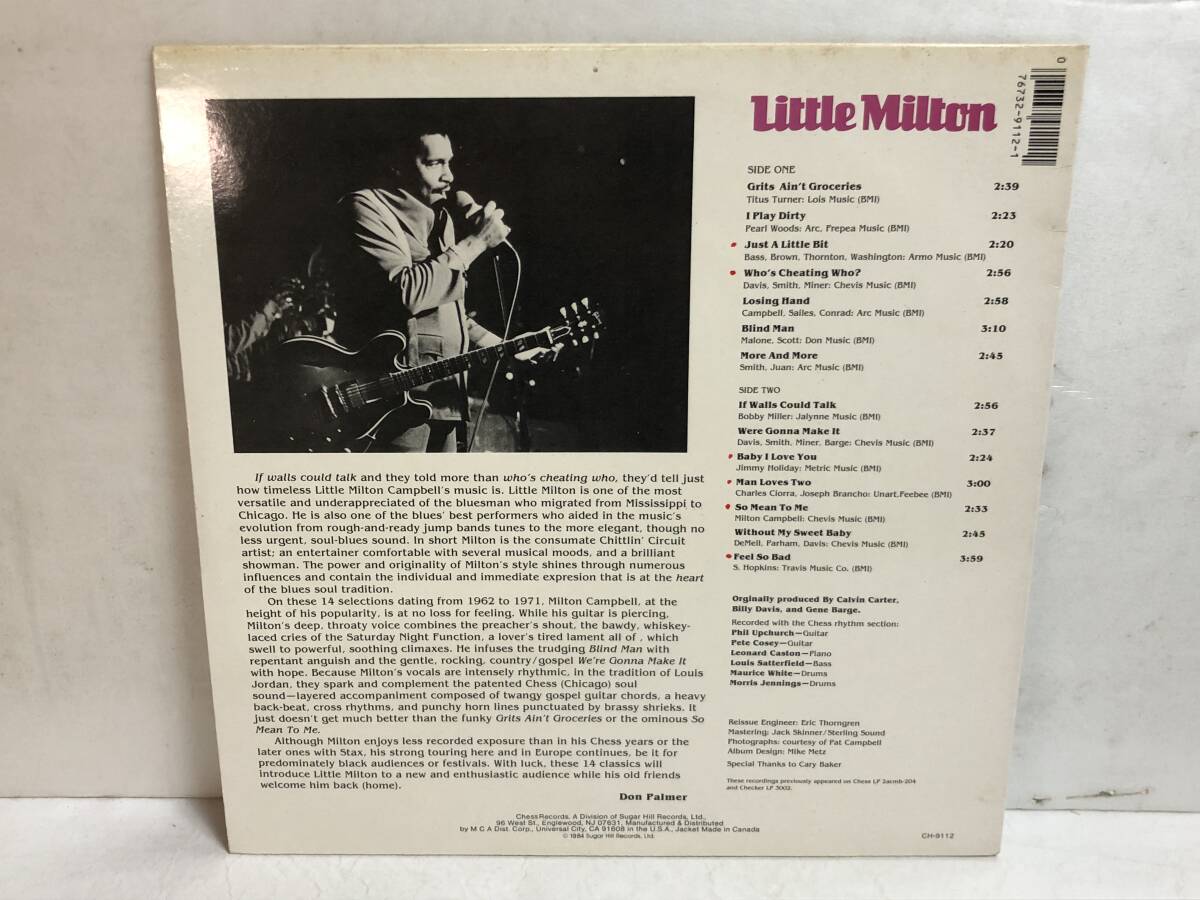 Little Milton
0
76732-9112-1
SIDE ONE
Grits Ain't Groceries 2:39
Titus Turner: Lois Music (BMI)
I Play Dirty 2:23
Pearl Woods: Arc, Frepea Music (BMI)
Just A Little Bit 2:20
Bass, Brown, Thornton, Washington: Armo Music (BMI)
Who's Cheating Who? 2:56
Davis, Smith, Miner: Chevis Music (BMI)
Losing Hand 2:58
Campbell, Sailes, Conrad: Arc Music (BMI)
Blind Man 3:10
Malone, Scott: Don Music (BMI)
More And More 2:45
Smith, Juan: Arc Music (BMI)
SIDE TWO
If Walls Could Talk 2:56
Bobby Miller: Jalynne Music (BMI)
Were Gonna Make It 2:37
Davis, Smith, Miner, Barge: Chevis Music (BMI)
Baby I Love You 2:24
Jimmy Holiday: Metric Music (BMI)
Man Loves Two 3:00
Charles Ciorra, Joseph Brancho: Unart.Feebee (BMI)
So Mean To Me 2:33
Milton Campbell: Chevis Music (BMI)
Without My Sweet Baby 2:45
DeMell, Parham, Davis: Chevis Music (BMI)
Feel So Bad 3:59
S. Hopkins: Travis Music Co. (BMI)
Orginally produced By Calvin Carter,
Billy Davis, and Gene Barge.
Recorded with the Chess rhythm section:
Phil Upchurch—Guitar
Pete Cosey—Guitar
Leonard Caston—Piano
Louis Satterfield—Bass
Maurice White—Drums
Morris Jennings—Drums
Reissue Engineer: Eric Thorngren
Mastering: Jack Skinner/Sterling Sound
Photographs: courtesy of Pat Campbell
Album Design: Mike Metz
Special Thanks to Cary Baker
These recordings previously appeared on Chess LP 2acmb-204
and Checker LP 3002.
If walls could talk and they told more than who's cheating who, they'd tell just
how timeless Little Milton Campbell's music is. Little Milton is one of the most
versatile and underappreciated of the bluesman who migrated from Mississippi to
Chicago. He is also one of the blues' best performers who aided in the music's
evolution from rough-and-ready jump bands tunes to the more elegant, though no
less urgent, soul-blues sound. In short Milton is the consumate Chittlin' Circuit
artist; an entertainer comfortable with several musical moods, and a brilliant
showman. The power and originality of Milton's style shines through numerous
influences and contain the individual and immediate expresion that is at the heart
of the blues soul tradition.
On these 14 selections dating from 1962 to 1971, Milton Campbell, at the
height of his popularity, is at no loss for feeling. While his guitar is piercing,
Milton's deep, throaty voice combines the preacher's shout, the bawdy, whiskey-
laced cries of the Saturday Night Function, a lover's tired lament all of , which
swell to powerful, soothing climaxes. He infuses the trudging Blind Man with
repentant anguish and the gentle, rocking, country/gospel We're Gonna Make It
with hope. Because Milton's vocals are intensely rhythmic, in the tradition of Louis
Jordan, they spark and complement the patented Chess (Chicago) soul
sound—layered accompaniment composed of twangy gospel guitar chords, a heavy
back-beat, cross rhythms, and punchy horn lines punctuated by brassy shrieks. It
just doesn't get much better than the funky Grits Ain't Groceries or the ominous So
Mean To Me.
Although Milton enjoys less recorded exposure than in his Chess years or the
later ones with Stax, his strong touring here and in Europe continues, be it for
predominately black audiences or festivals. With luck, these 14 classics will
introduce Little Milton to a new and enthusiastic audience while his old friends
welcome him back (home).
Don Palmer
Chess Records, A Division of Sugar Hill Records, Ltd.,
96 West St., Englewood, NJ 07631, Manufactured & Distributed
by M C A Dist. Corp., Universal City, CA 91608 in the U.S.A., Jacket Made in Canada
© 1984 Sugar Hill Records, Ltd.
CH-9112